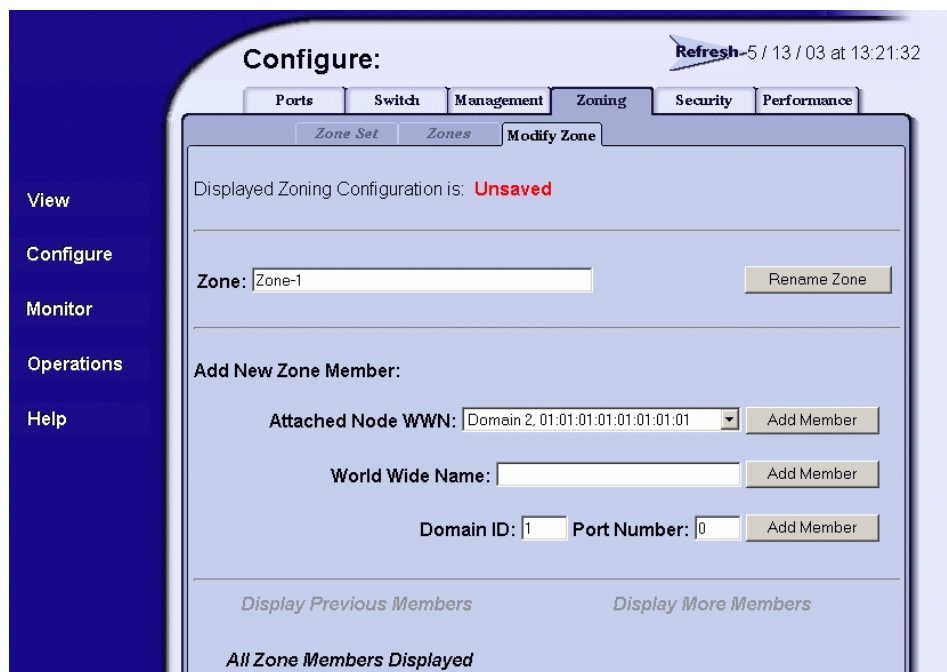 Configure:
Refresh-5 / 13 / 03 at 13:21:32
Ports Switch Management Zoning Security Performance
Zone Set Zones Modify Zone
Displayed Zoning Configuration is: Unsaved
View
Configure
Monitor
Operations
Help
Zone: Zone-1 Rename Zone
Add New Zone Member:
Attached Node WWN: Domain 2, 01:01:01:01:01:01:01:01 Add Member
World Wide Name: Add Member
Domain ID: 1 Port Number: 0 Add Member
Display Previous Members Display More Members
All Zone Members Displayed